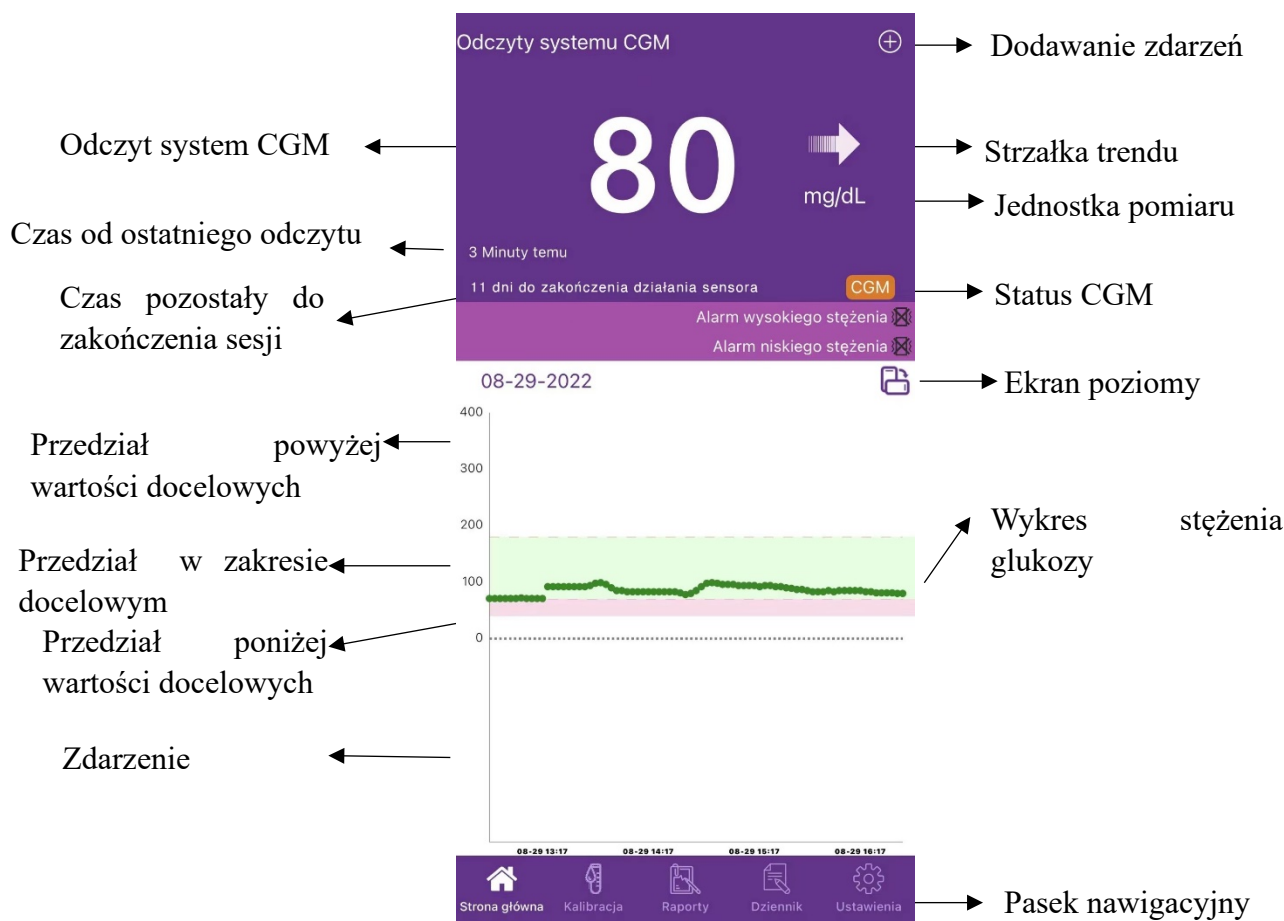 Odczyty systemu CGM
Dodawanie zdarzeń
Odczyt system CGM
80
Strzałka trendu
mg/dL
Jednostka pomiaru
Czas od ostatniego odczytu
3 Minuty temu
Czas pozostały do
zakończenia sesji
11 dni do zakończenia działania sensora
CGM
Status CGM
Alarm wysokiego stężenia
Alarm niskiego stężenia
08-29-2022
Ekran poziomy
400
Przedział powyżej
wartości docelowych
300
200
Wykres stężenia
glukozy
Przedział w zakresie
docelowym
100
Przedział poniżej
wartości docelowych
0
Zdarzenie
08-29 13:17 08-29 14:17 08-29 15:17 08-29 16:17
Strona główna Kalibracja Raporty Dziennik Ustawienia
Pasek nawigacyjny